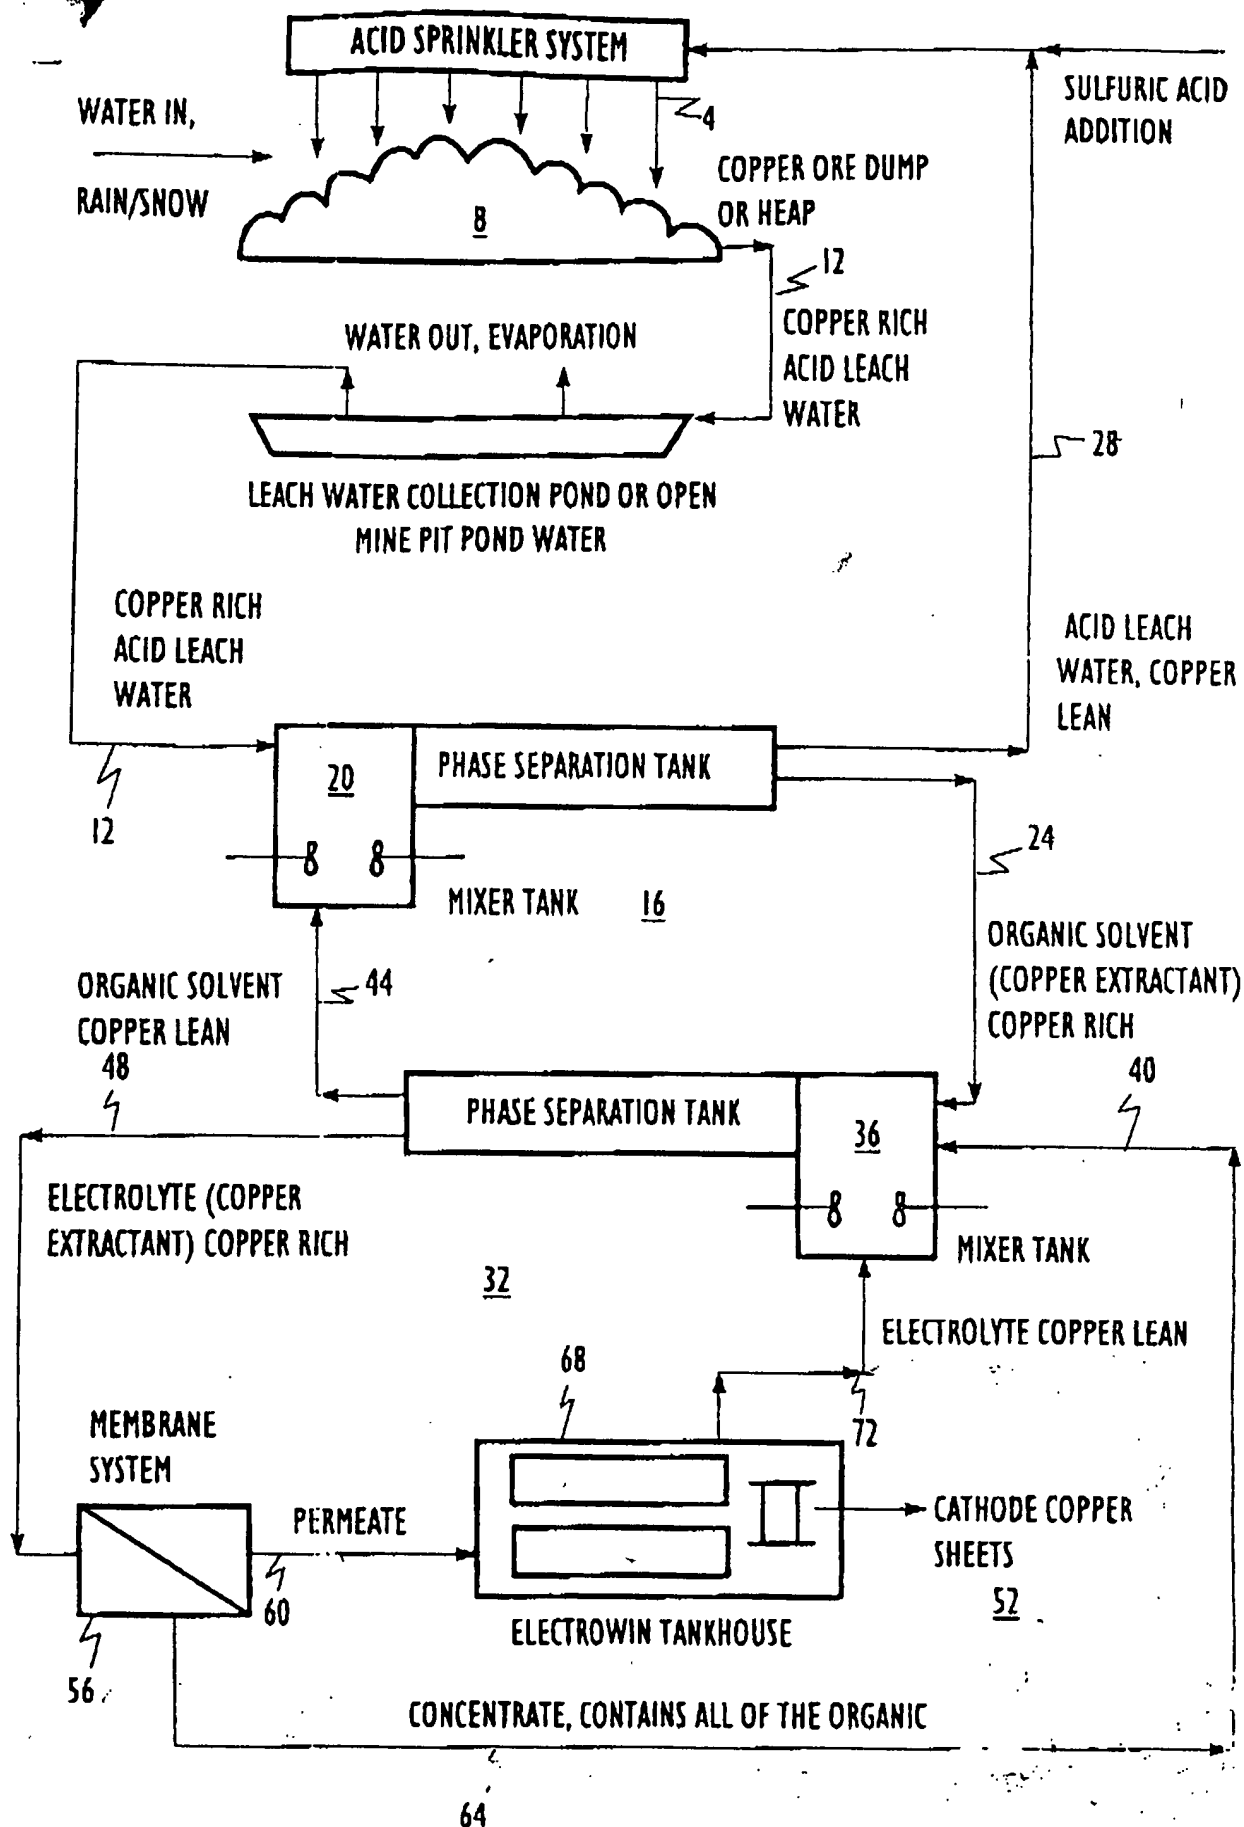 ACID SPRINKLER SYSTEM
WATER IN,
RAIN/SNOW
4
SULFURIC ACID
ADDITION
COPPER ORE DUMP
OR HEAP
8
12
COPPER RICH
ACID LEACH
WATER
WATER OUT, EVAPORATION
28
LEACH WATER COLLECTION POND OR OPEN
MINE PIT POND WATER
COPPER RICH
ACID LEACH
WATER
ACID LEACH
WATER, COPPER
LEAN
20
PHASE SEPARATION TANK
12
24
MIXER TANK
16
ORGANIC SOLVENT
(COPPER EXTRACTANT)
COPPER RICH
ORGANIC SOLVENT
COPPER LEAN
44
48
40
PHASE SEPARATION TANK
36
ELECTROLYTE (COPPER
EXTRACTANT) COPPER RICH
MIXER TANK
32
ELECTROLYTE COPPER LEAN
68
72
MEMBRANE
SYSTEM
PERMEATE
60
CATHODE COPPER
SHEETS
52
ELECTROWIN TANKHOUSE
56
CONCENTRATE, CONTAINS ALL OF THE ORGANIC
64